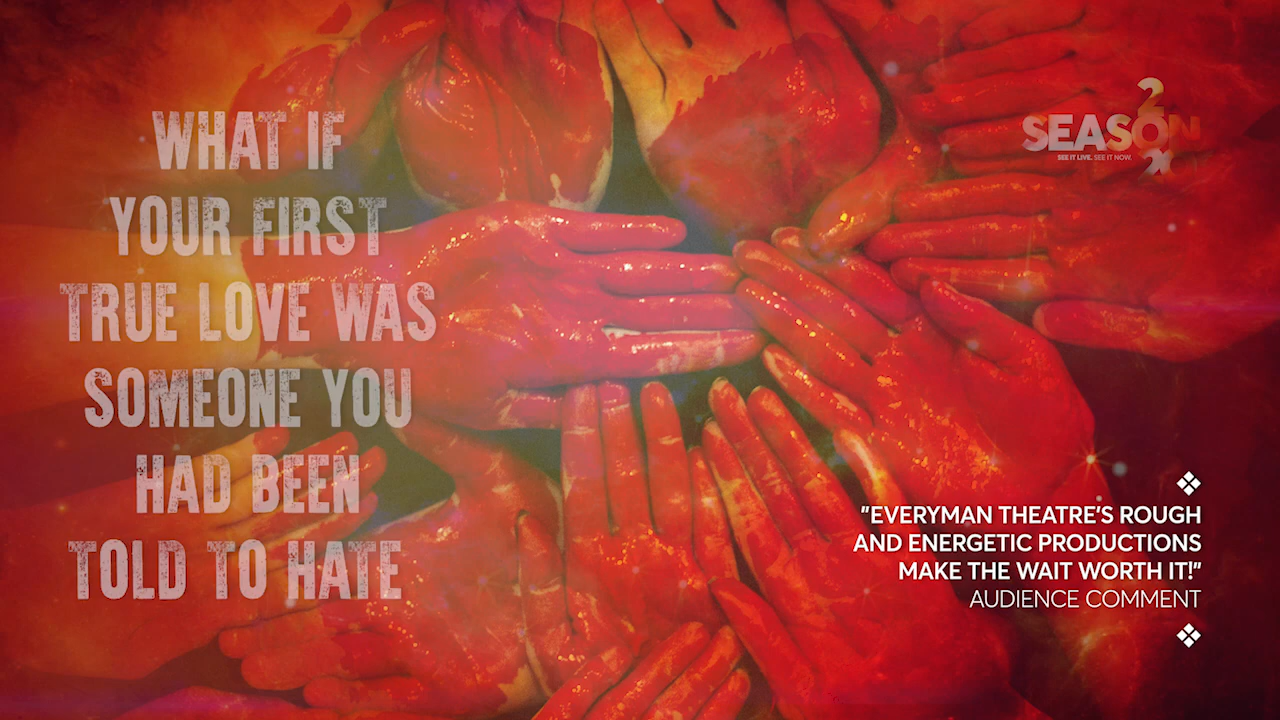 WHAT IF
YOUR FIRST
TRUE LOVE WAS
SOMEONE YOU
HAD BEEN
TOLD TO HATE
2
SEASON
SEE IT LIVE. SEE IT NOW.
"EVERYMAN THEATRE'S ROUGH
AND ENERGETIC PRODUCTIONS
MAKE THE WAIT WORTH IT!"
AUDIENCE COMMENT